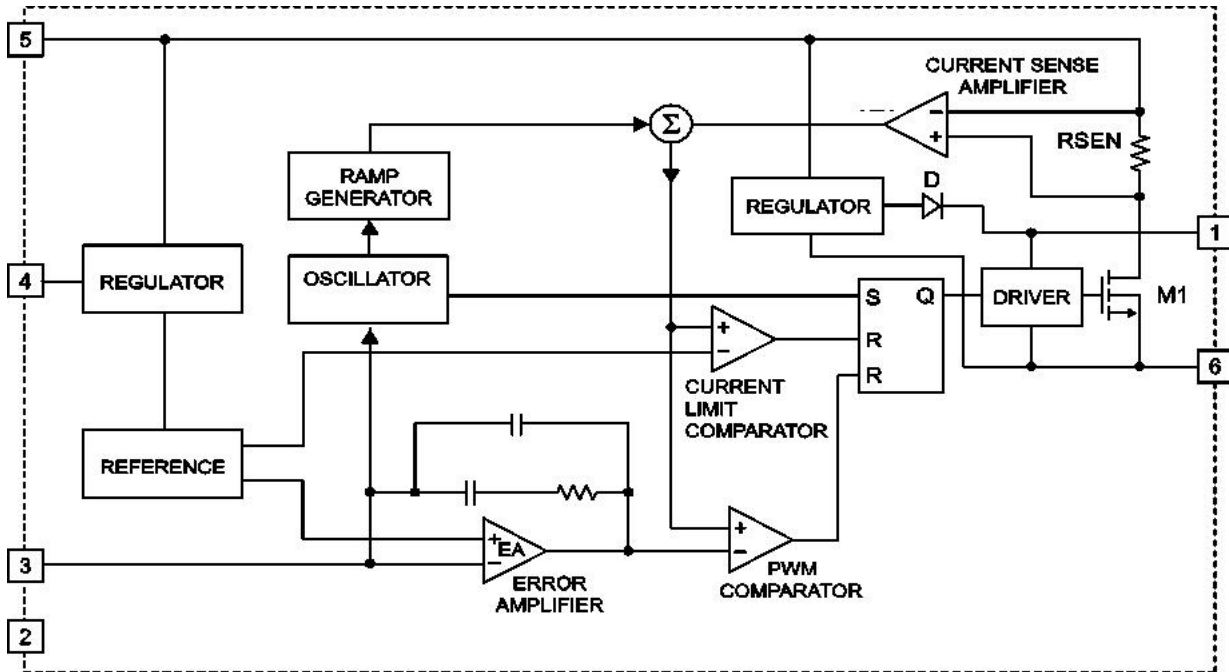 5
CURRENT SENSE
AMPLIFIER
Σ
−
+
RSEN
RAMP
GENERATOR
REGULATOR
D
1
4
REGULATOR
OSCILLATOR
S
Q
R
R
DRIVER
M1
+
−
CURRENT
LIMIT
COMPARATOR
6
REFERENCE
+
−
EA
ERROR
AMPLIFIER
+
−
PWM
COMPARATOR
3
2